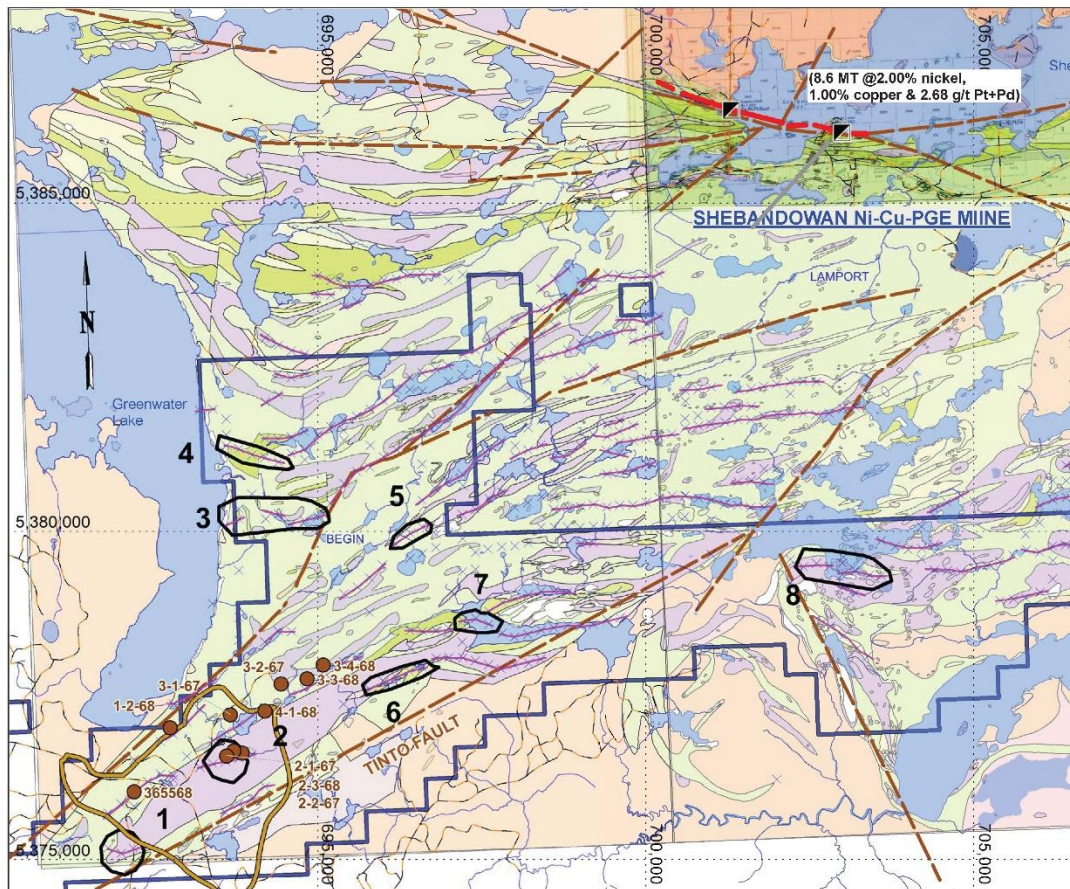 695,000
700,000
705,000
(8.6 MT @2.00% nickel,
1.00% copper & 2.68 g/t Pt+Pd)
She
5,385,000
SHEBANDOWAN Ni-Cu-PGE MIINE
LAMPORT
N
Greenwater
Lake
4
5
3
5,380,000
BEGIN
7
8
3-2-67
3-4-68
3-3-68
3-1-67
1-2-68
4-1-68
6
2
TINTO FAULT
2-1-67
2-3-68
2-2-67
365568
1
5,375,000
695,000
700,000
705,000